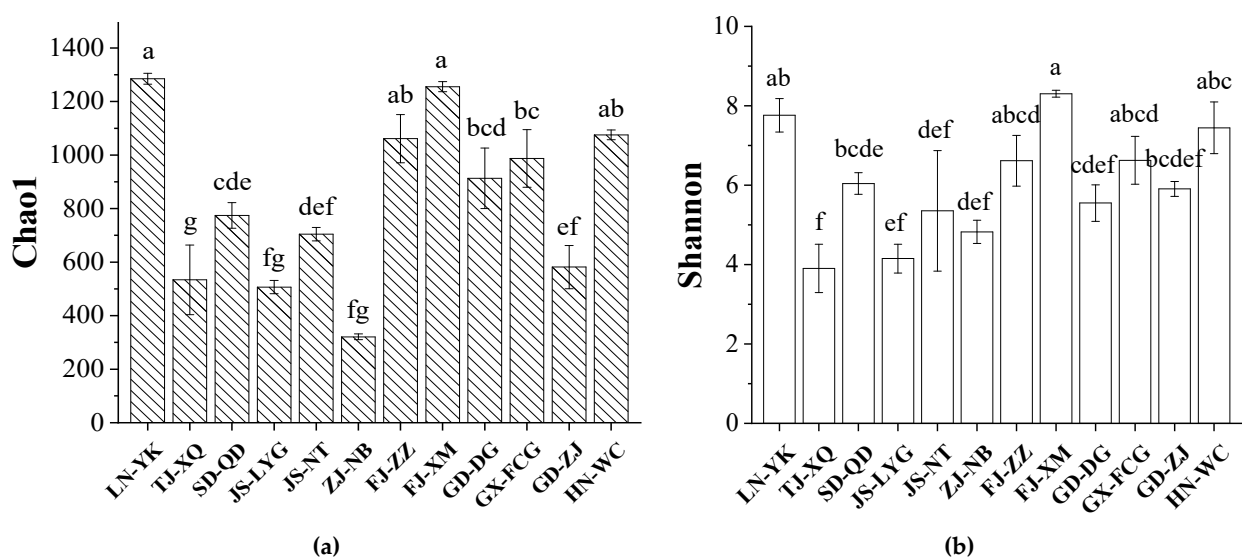 Chao1
1400
1200
1000
800
600
400
200
0
a
g
cde
fg
def
fg
ab
a
bcd
bc
ef
ab
LN-YK
TJ-XQ
SD-QD
JS-LYG
JS-NT
ZJ-NB
FJ-ZZ
FJ-XM
GD-DG
GX-FCG
GD-ZJ
HN-WC
(a)
Shannon
10
8
6
4
2
0
ab
f
bcde
ef
def
def
abcd
a
cdef
abcd
bcdef
abc
LN-YK
TJ-XQ
SD-QD
JS-LYG
JS-NT
ZJ-NB
FJ-ZZ
FJ-XM
GD-DG
GX-FCG
GD-ZJ
HN-WC
(b)